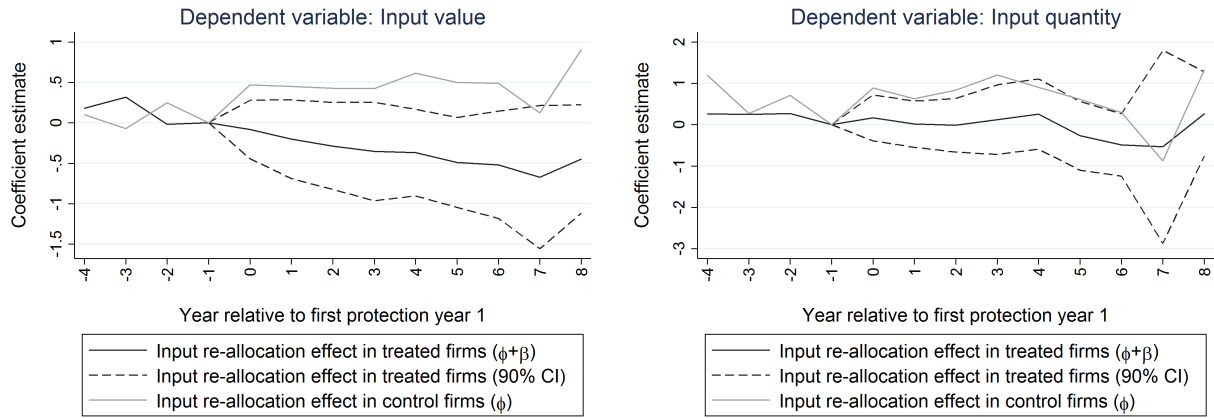 Dependent variable: Input value
Coefficient estimate
1
.5
0
-.5
-1
-1.5
-4 -3 -2 -1 0 1 2 3 4 5 6 7 8
Year relative to first protection year 1
Input re-allocation effect in treated firms (ϕ+β)
Input re-allocation effect in treated firms (90% CI)
Input re-allocation effect in control firms (ϕ)
Dependent variable: Input quantity
Coefficient estimate
2
1
0
-1
-2
-3
-4 -3 -2 -1 0 1 2 3 4 5 6 7 8
Year relative to first protection year 1
Input re-allocation effect in treated firms (ϕ+β)
Input re-allocation effect in treated firms (90% CI)
Input re-allocation effect in control firms (ϕ)